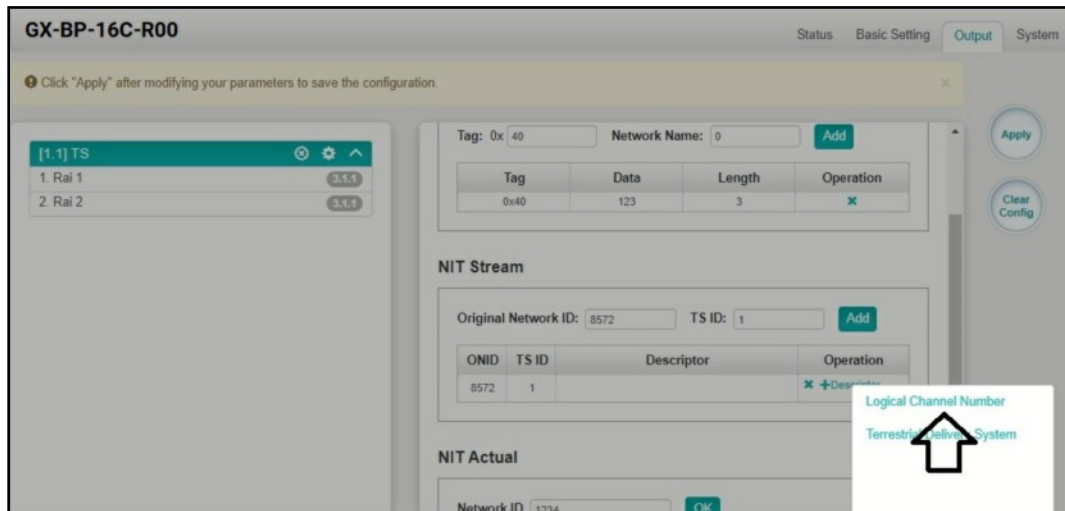 GX-BP-16C-R00
Status Basic Setting Output System
Click "Apply" after modifying your parameters to save the configuration.
Apply
Clear
Config
[1.1] TS
1. Rai 1 3.1.1
2. Rai 2 3.1.1
Tag: 0x 40 Network Name: 0 Add
Tag Data Length Operation
0x40 123 3
NIT Stream
Original Network ID: 8572 TS ID: 1 Add
ONID TS ID Descriptor Operation
8572 1 +Descriptor
Logical Channel Number
Terrestrial Delivery System
NIT Actual
Network ID 1234 OK